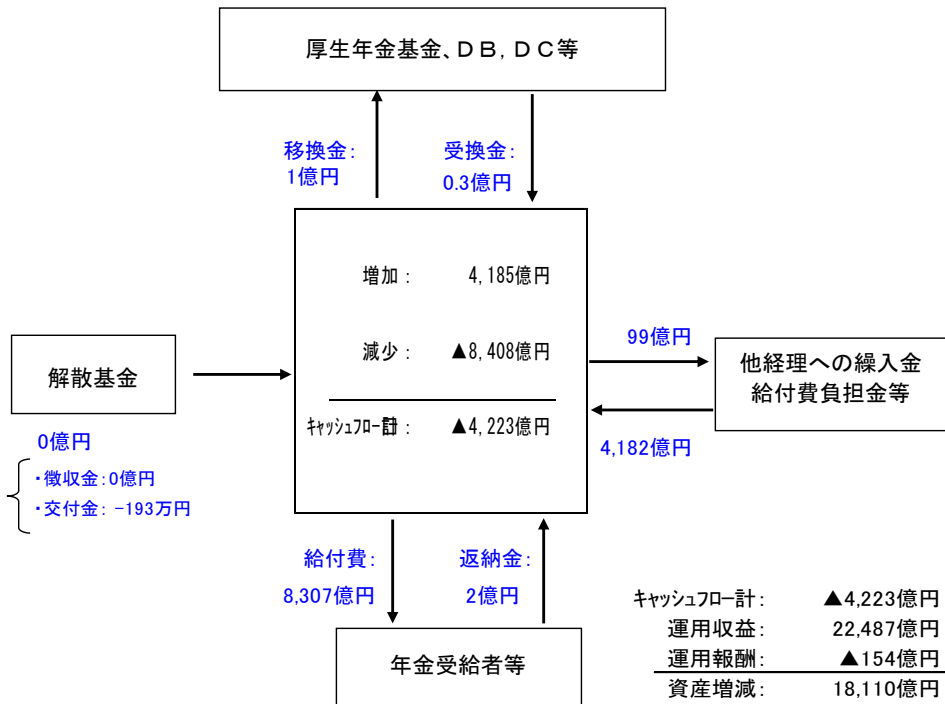 厚生年金基金、ＤＢ，ＤＣ等
移換金：
1億円
受換金：
0.3億円
増加： 4,185億円
減少： ▲8,408億円
ｷｬｯｼｭﾌﾛｰ計： ▲4,223億円
解散基金
0億円
・徴収金：0億円
・交付金： -193万円
99億円
他経理への繰入金
給付費負担金等
4,182億円
給付費：
8,307億円
返納金：
2億円
年金受給者等
ｷｬｯｼｭﾌﾛｰ計： ▲4,223億円
運用収益： 22,487億円
運用報酬： ▲154億円
資産増減： 18,110億円